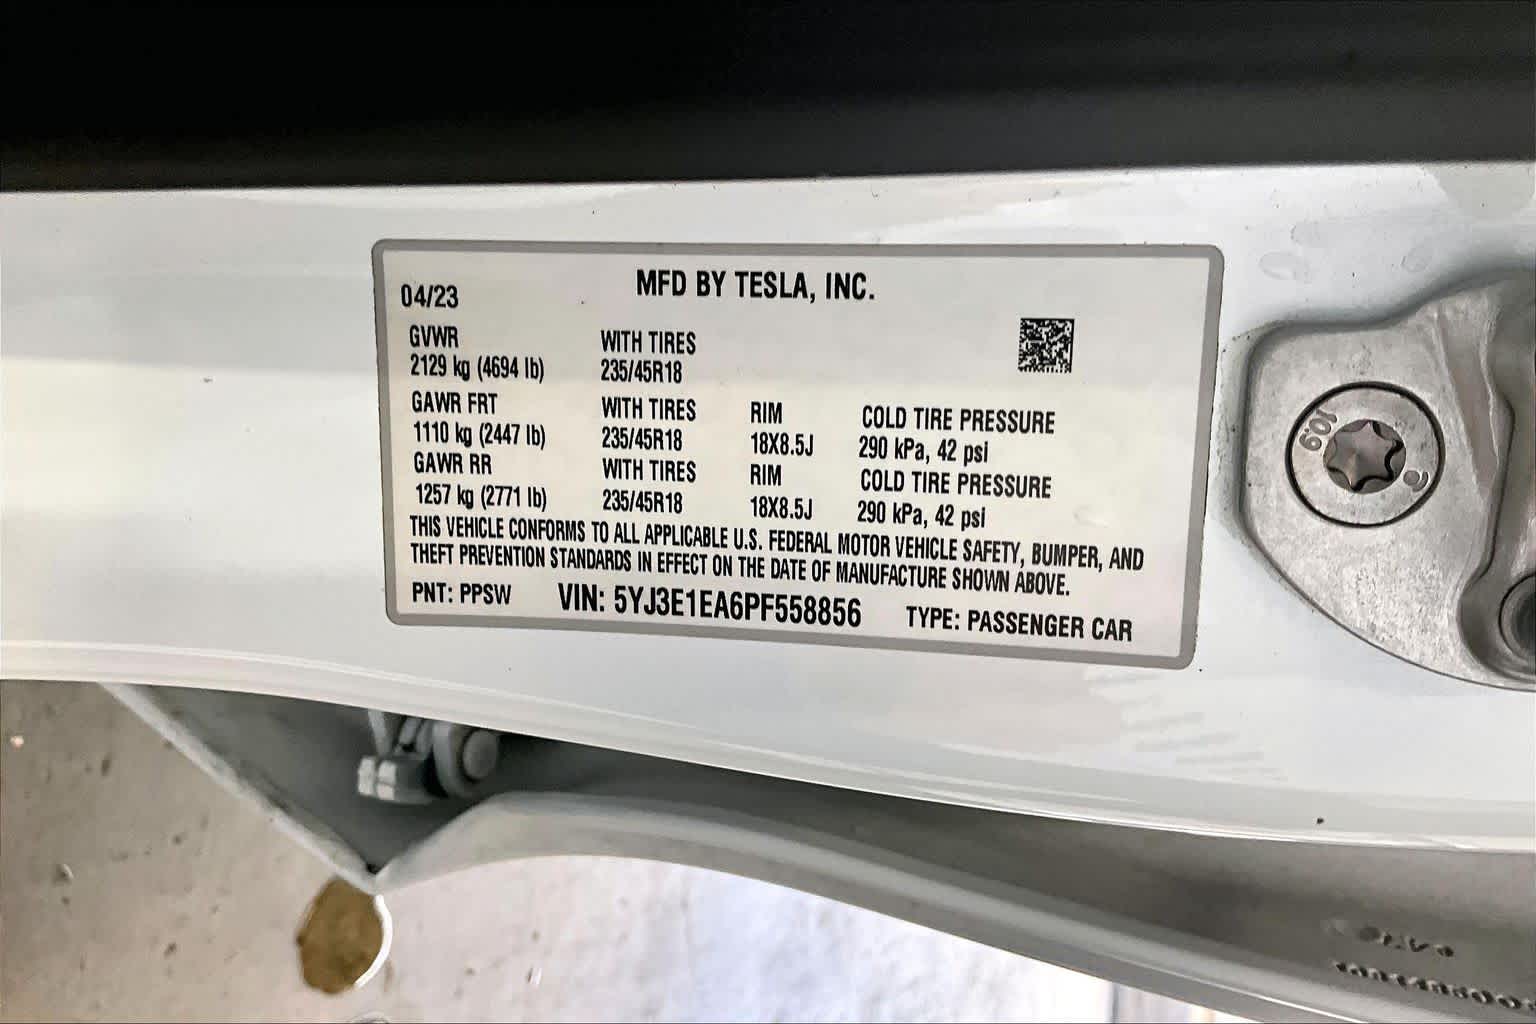 MFD BY TESLA, INC.
04/23
GVWR WITH TIRES
2129 kg (4694 lb) 235/45R18
GAWR FRT WITH TIRES RIM COLD TIRE PRESSURE
1110 kg (2447 lb) 235/45R18 18X8.5J 290 kPa, 42 psi
GAWR RR WITH TIRES RIM COLD TIRE PRESSURE
1257 kg (2771 lb) 235/45R18 18X8.5J 290 kPa, 42 psi
THIS VEHICLE CONFORMS TO ALL APPLICABLE U.S. FEDERAL MOTOR VEHICLE SAFETY, BUMPER, AND
THEFT PREVENTION STANDARDS IN EFFECT ON THE DATE OF MANUFACTURE SHOWN ABOVE.
PNT: PPSW VIN: 5YJ3E1EA6PF558856 TYPE: PASSENGER CAR
10.9